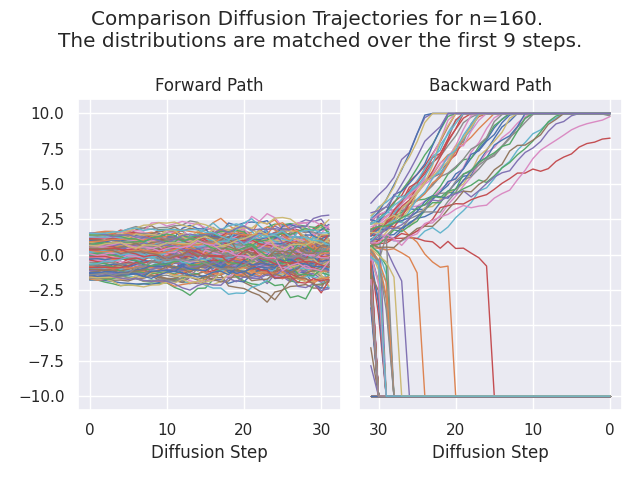 Comparison Diffusion Trajectories for n=160.
The distributions are matched over the first 9 steps.
Forward Path
Backward Path
10.0
7.5
5.0
2.5
0.0
−2.5
−5.0
−7.5
−10.0
0 10 20 30
30 20 10 0
Diffusion Step
Diffusion Step